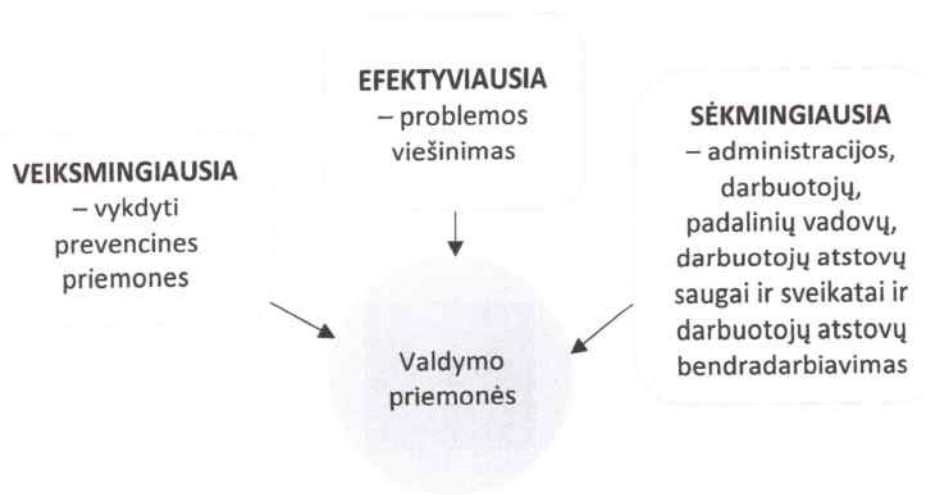 VEIKSMINGIAUSIA
– vykdyti
prevencines
priemones
EFEKTYVIAUSIA
– problemos
viešinimas
SĖKMINGIAUSIA
– administracijos,
darbuotojų,
padalinių vadovų,
darbuotojų atstovų
saugai ir sveikatai ir
darbuotojų atstovų
bendradarbiavimas
Valdymo
priemonės